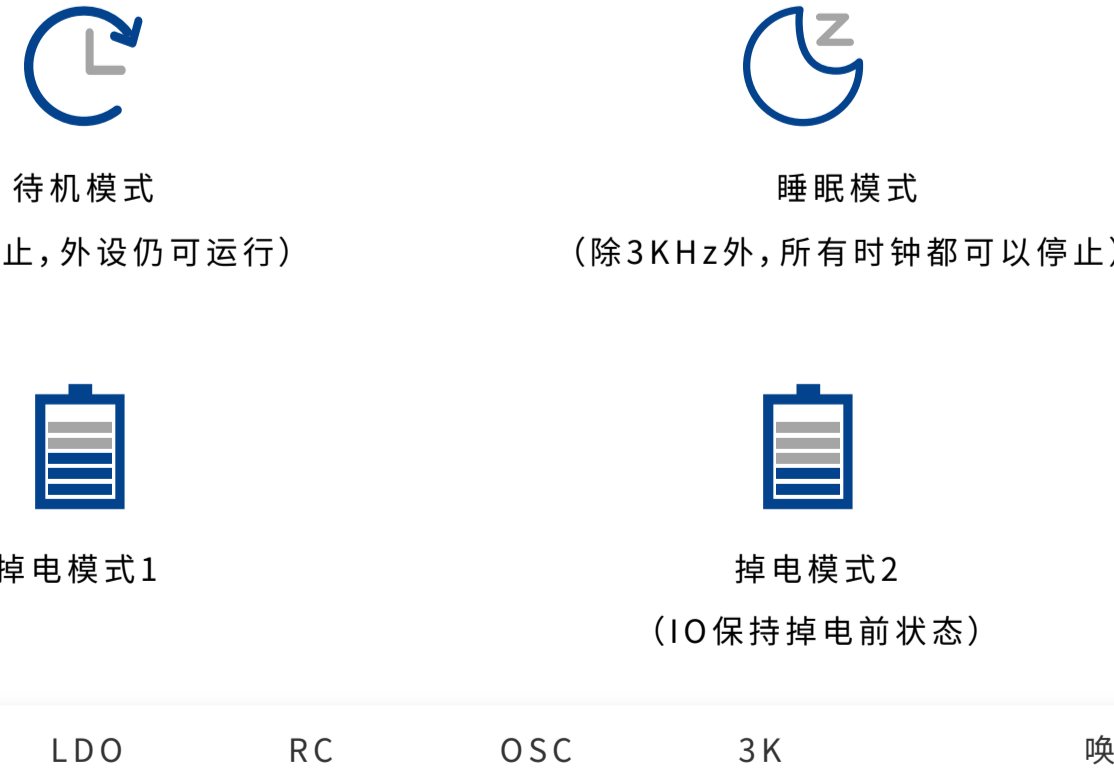 待机模式
睡眠模式
止,外设仍可运行)
(除3KHz外,所有时钟都可以停止)
掉电模式1
掉电模式2
(IO保持掉电前状态)
LDO RC OSC 3K 唤